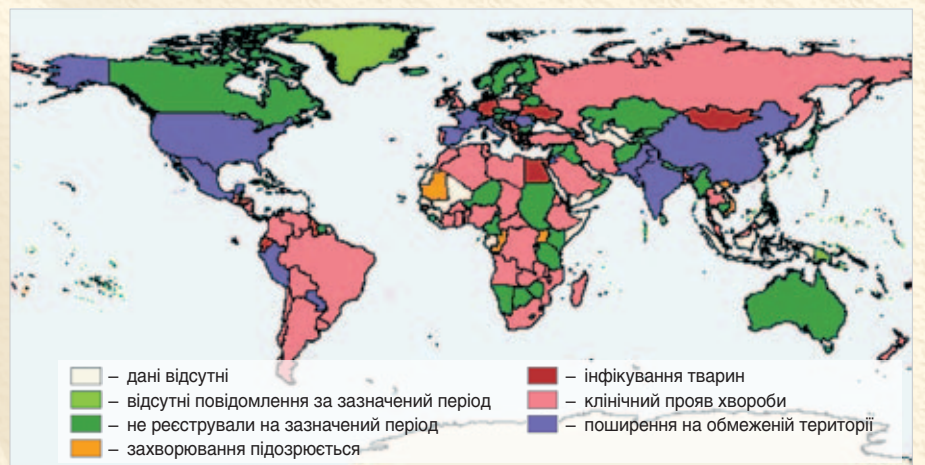 – дані відсутні
– відсутні повідомлення за зазначений період
– не реєстрували на зазначений період
– захворювання підозрюється
– інфікування тварин
– клінічний прояв хвороби
– поширення на обмеженій території